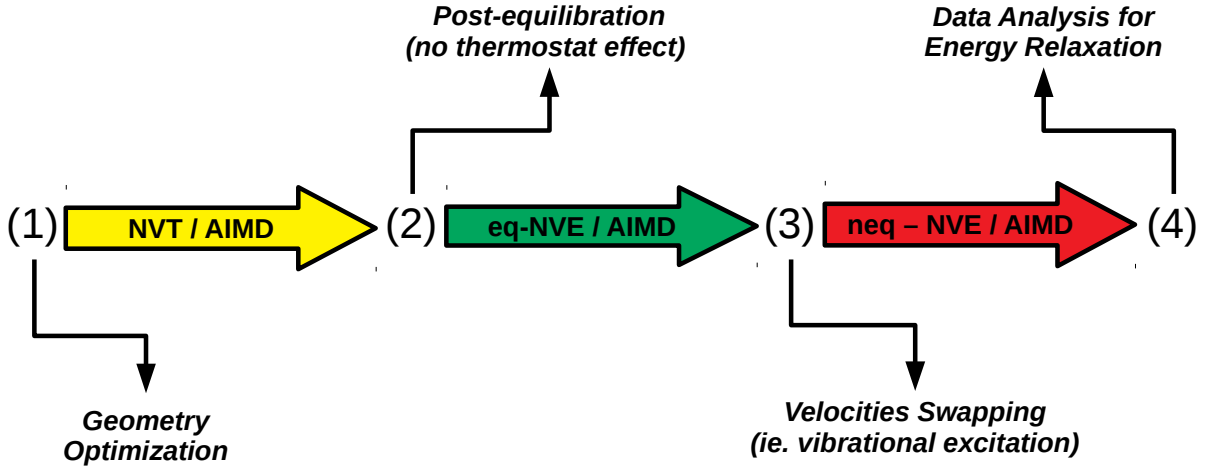 Post-equilibration
(no thermostat effect)
Data Analysis for
Energy Relaxation
(1)
NVT / AIMD
(2)
eq-NVE / AIMD
(3)
neq – NVE / AIMD
(4)
Geometry
Optimization
Velocities Swapping
(ie. vibrational excitation)